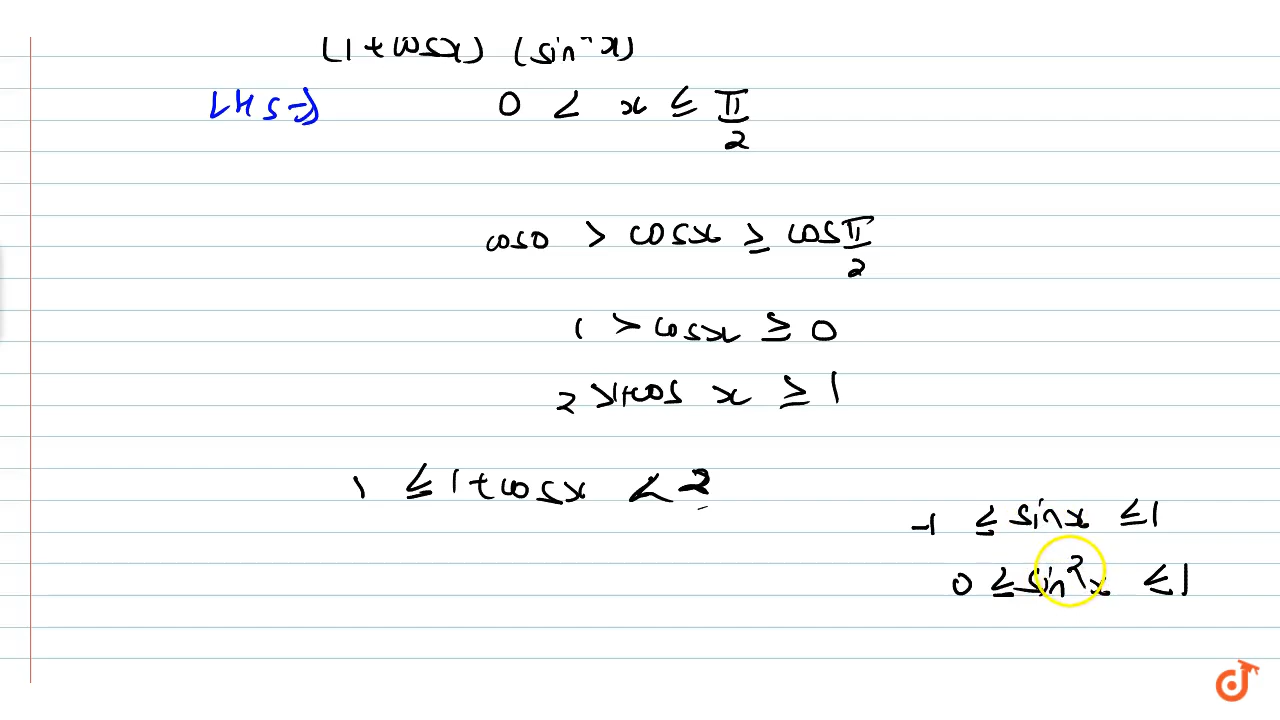 (1 + cosx) (sin²x)
LHS ⇒ 0 < x ≤ π/2
cos0 > cosx ≥ cos π/2
1 > cosx ≥ 0
2 > 1+cos x ≥ 1
1 ≤ 1+cosx < 2
-1 ≤ sinx ≤ 1
0 ≤ sin²x ≤ 1